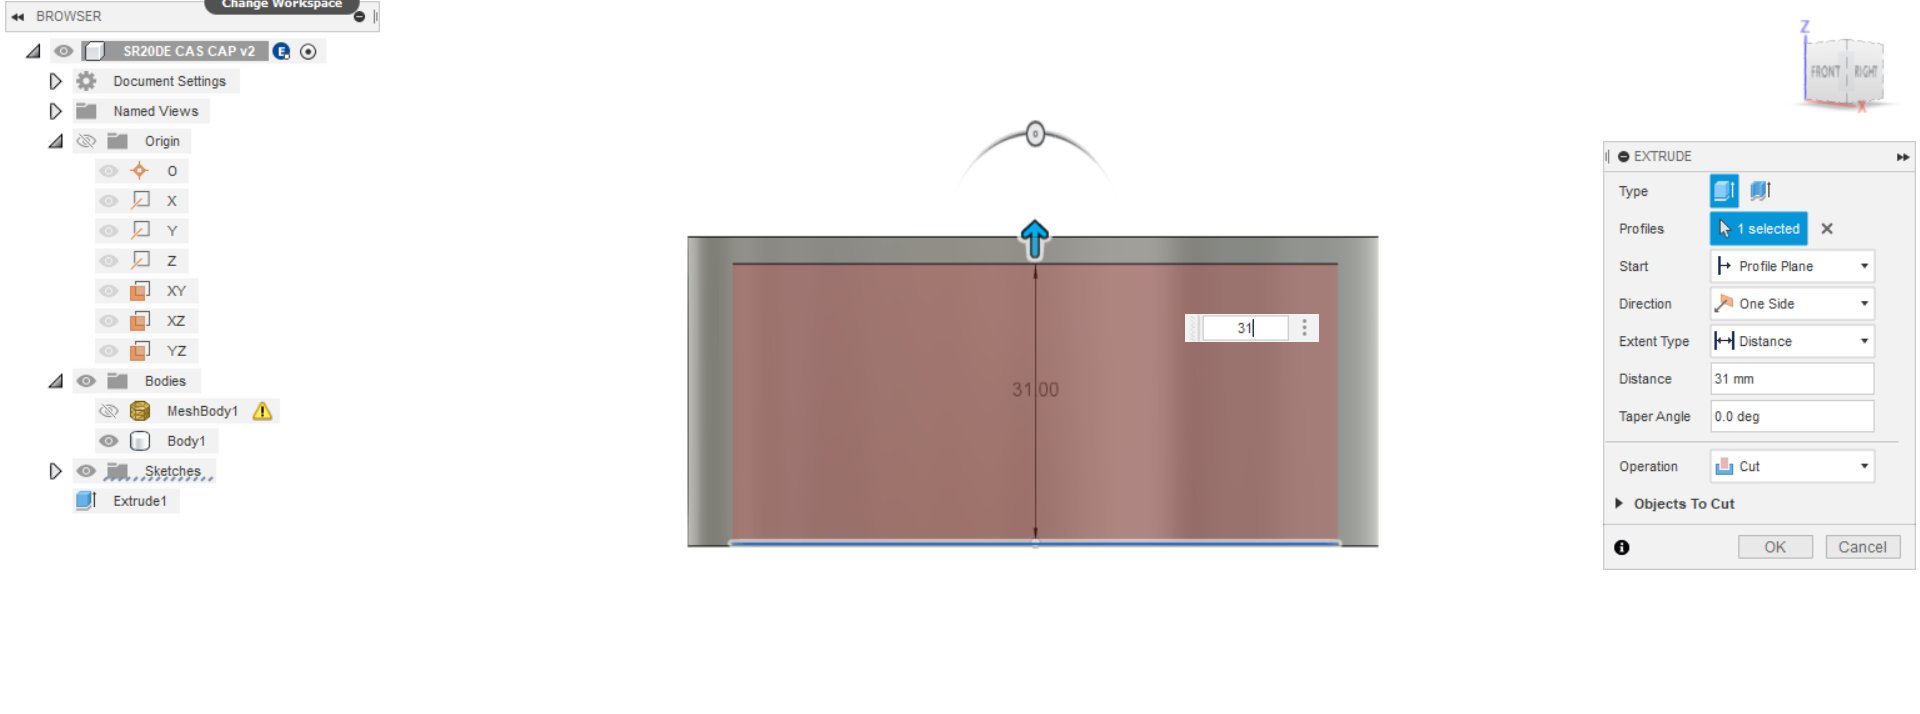 Change Workspace
BROWSER
SR20DE CAS CAP v2
E
Document Settings
Named Views
Origin
O
X
Y
Z
XY
XZ
YZ
Bodies
MeshBody1
Body1
Sketches
Extrude1
0
31
31.00
Z
FRONT
RIGHT
X
EXTRUDE
Type
Profiles 1 selected
Start Profile Plane
Direction One Side
Extent Type Distance
Distance 31 mm
Taper Angle 0.0 deg
Operation Cut
Objects To Cut
OK Cancel